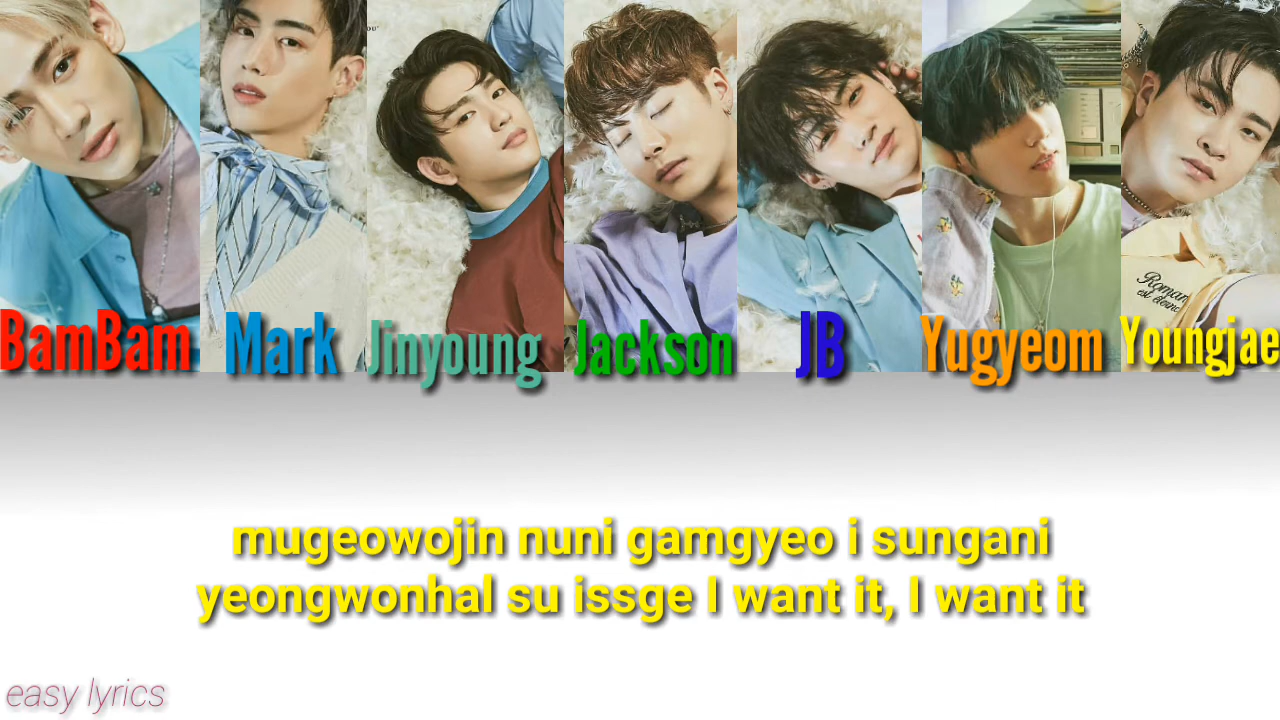 BamBam Mark Jinyoung Jackson JB Yugyeom Youngjae
mugeowojin nuni gamgyeo i sungani
yeongwonhal su issge I want it, I want it
easy lyrics